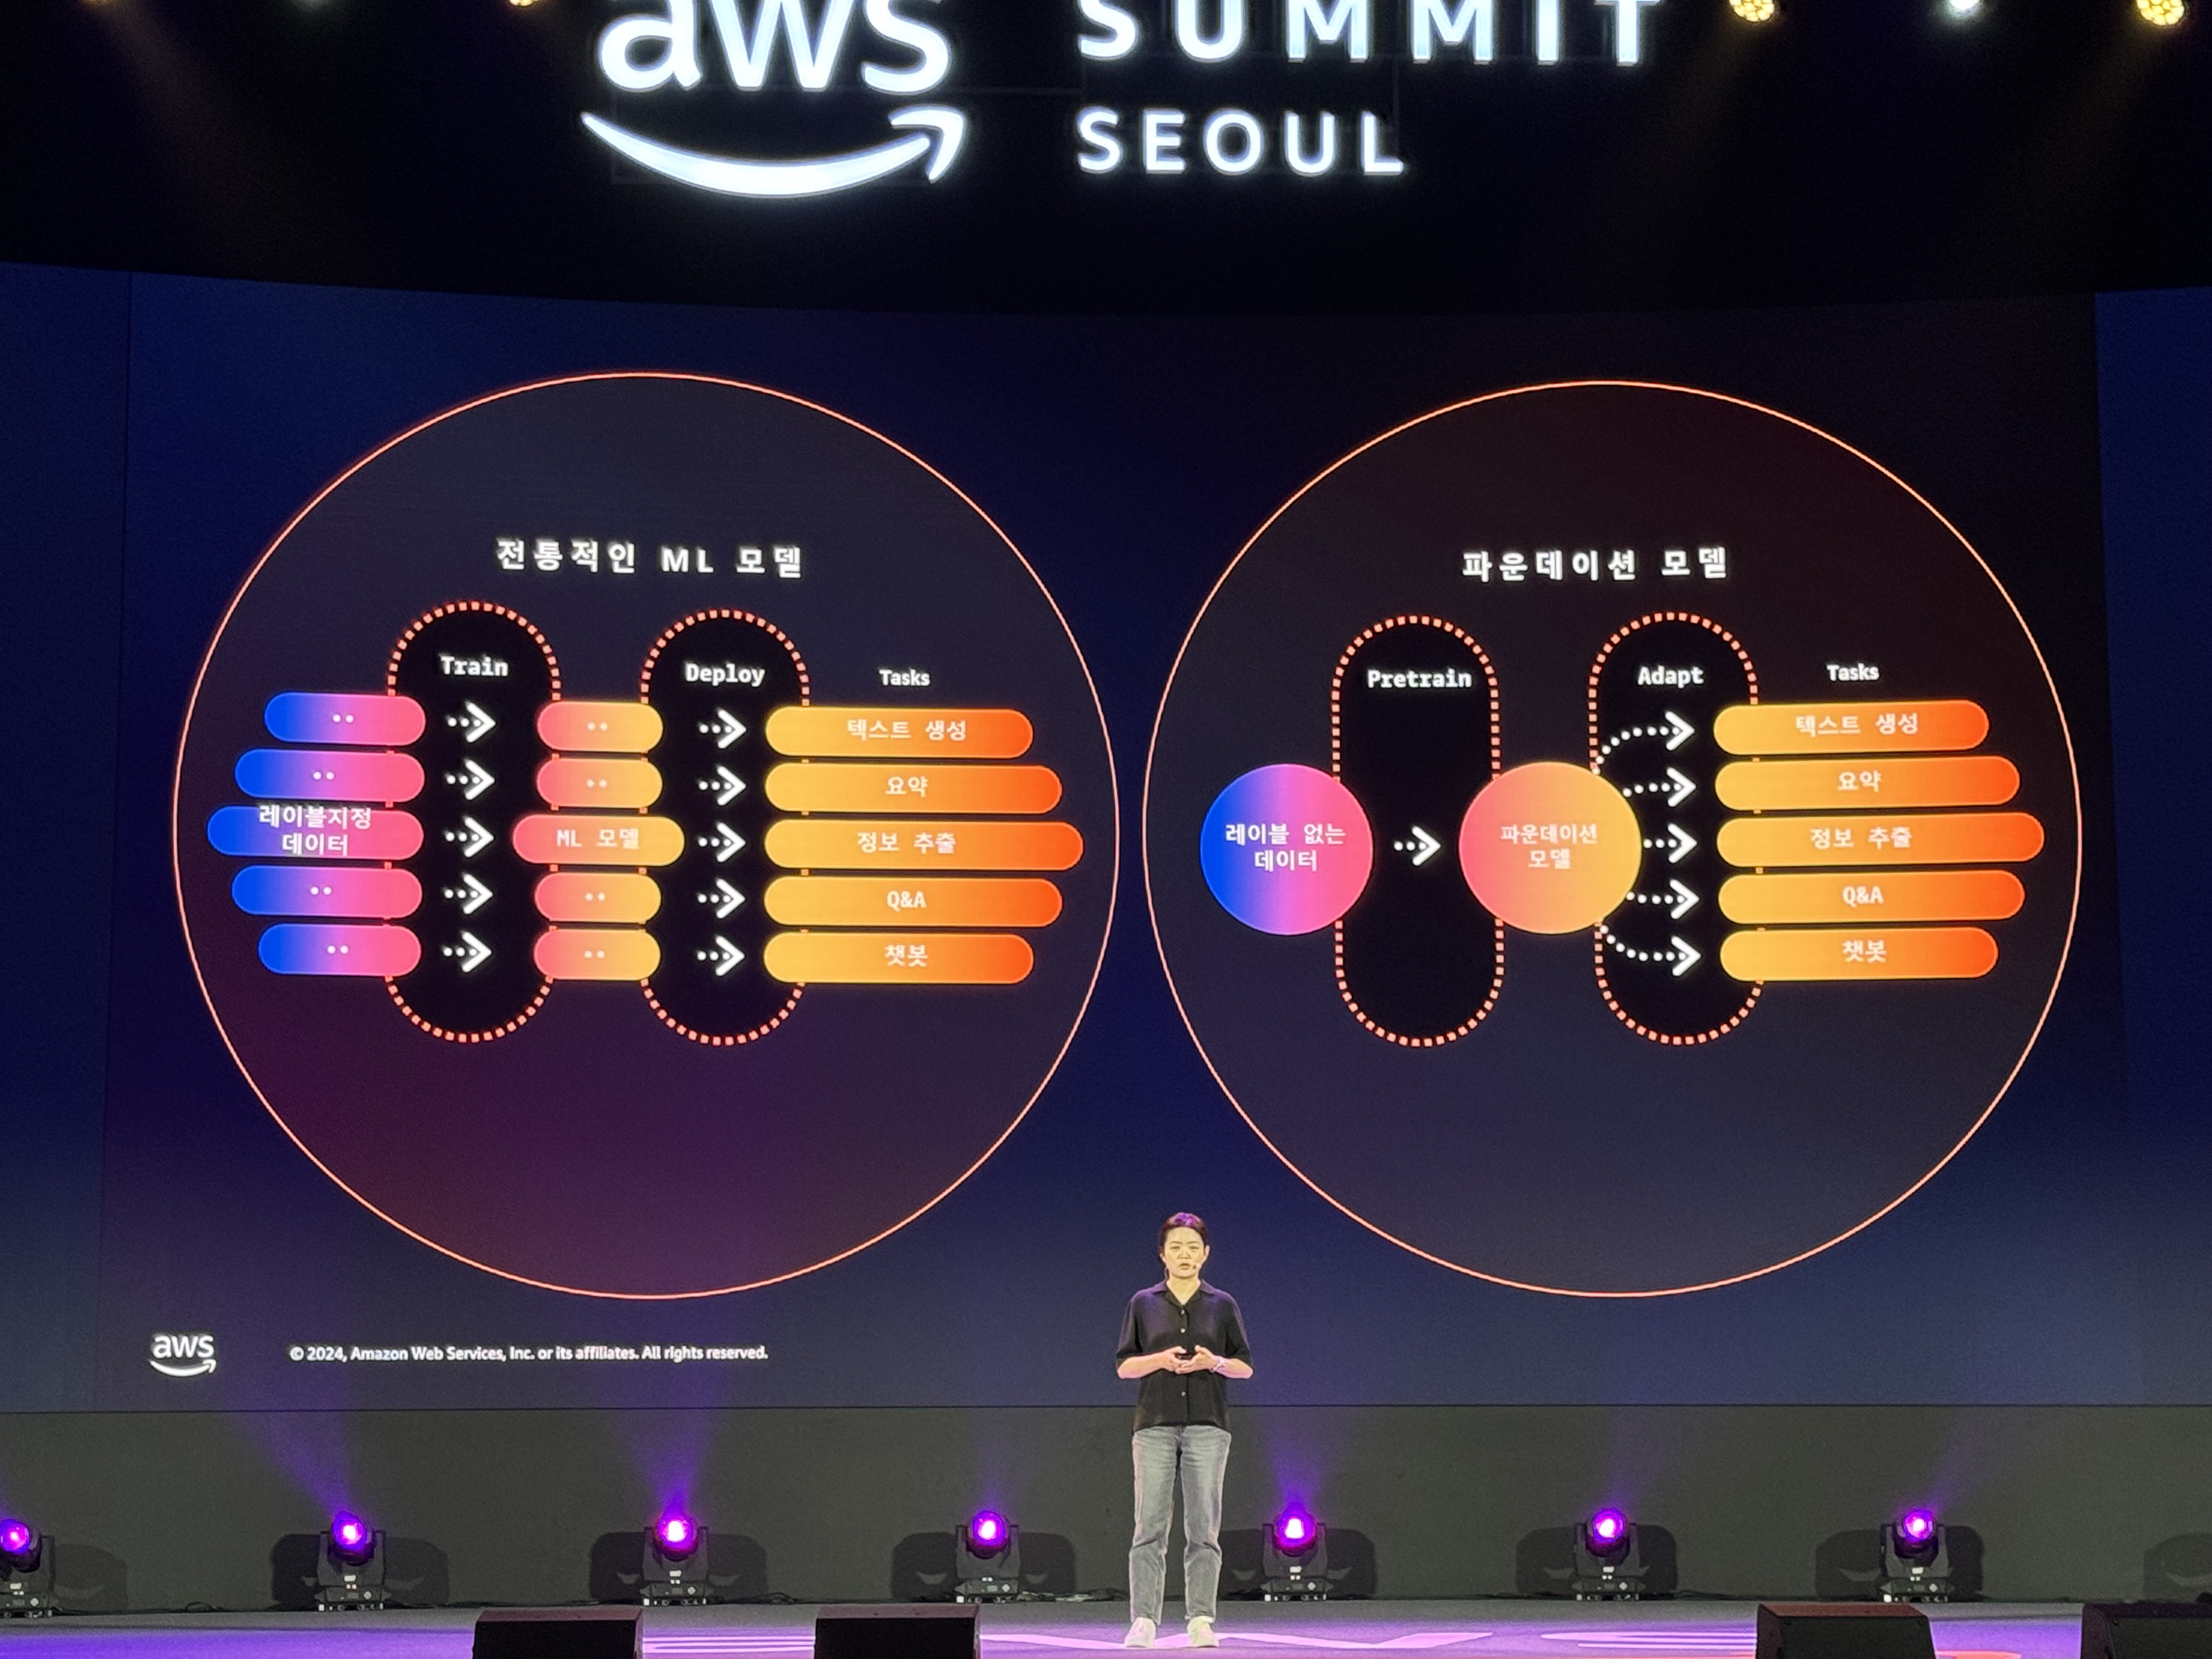 aws SUMMIT
SEOUL
전통적인 ML 모델
Train
Deploy
Tasks
레이블지정
데이터
ML 모델
텍스트 생성
요약
정보 추출
Q&A
챗봇
파운데이션 모델
Pretrain
Adapt
Tasks
레이블 없는
데이터
파운데이션
모델
텍스트 생성
요약
정보 추출
Q&A
챗봇
aws
© 2024, Amazon Web Services, Inc. or its affiliates. All rights reserved.